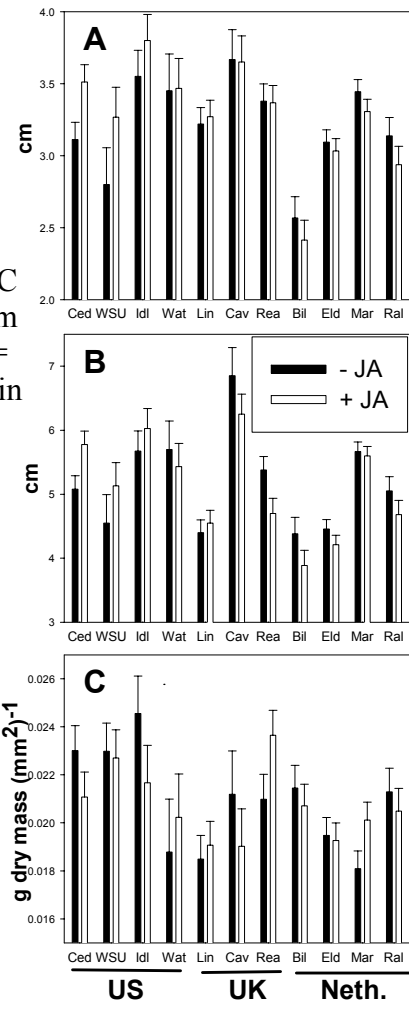 A
4.0
3.5
3.0
2.5
2.0
cm
Ced WSU Idl Wat Lin Cav Rea Bil Eld Mar Ral
C
m
=
in
B
- JA
+ JA
7
6
5
4
3
cm
Ced WSU Idl Wat Lin Cav Rea Bil Eld Mar Ral
C
0.026
0.024
0.022
0.020
0.018
0.016
g dry mass (mm2)-1
Ced WSU Idl Wat Lin Cav Rea Bil Eld Mar Ral
US UK Neth.